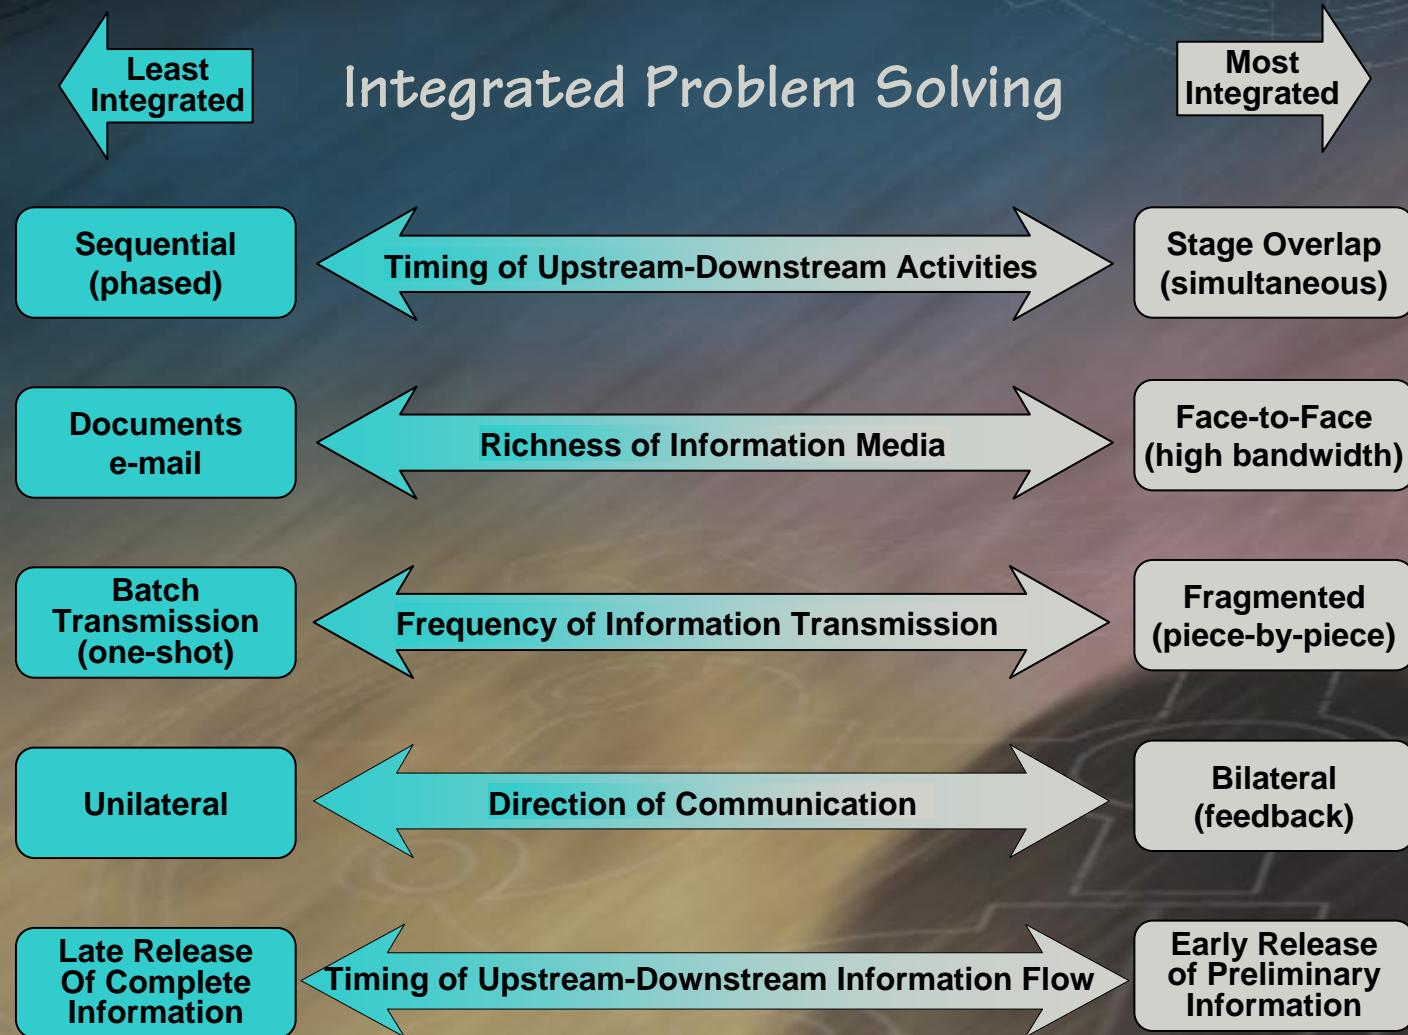 Least
Integrated
Integrated Problem Solving
Most
Integrated
Sequential
(phased)
Timing of Upstream-Downstream Activities
Stage Overlap
(simultaneous)
Documents
e-mail
Richness of Information Media
Face-to-Face
(high bandwidth)
Batch
Transmission
(one-shot)
Frequency of Information Transmission
Fragmented
(piece-by-piece)
Unilateral
Direction of Communication
Bilateral
(feedback)
Late Release
Of Complete
Information
Timing of Upstream-Downstream Information Flow
Early Release
of Preliminary
Information